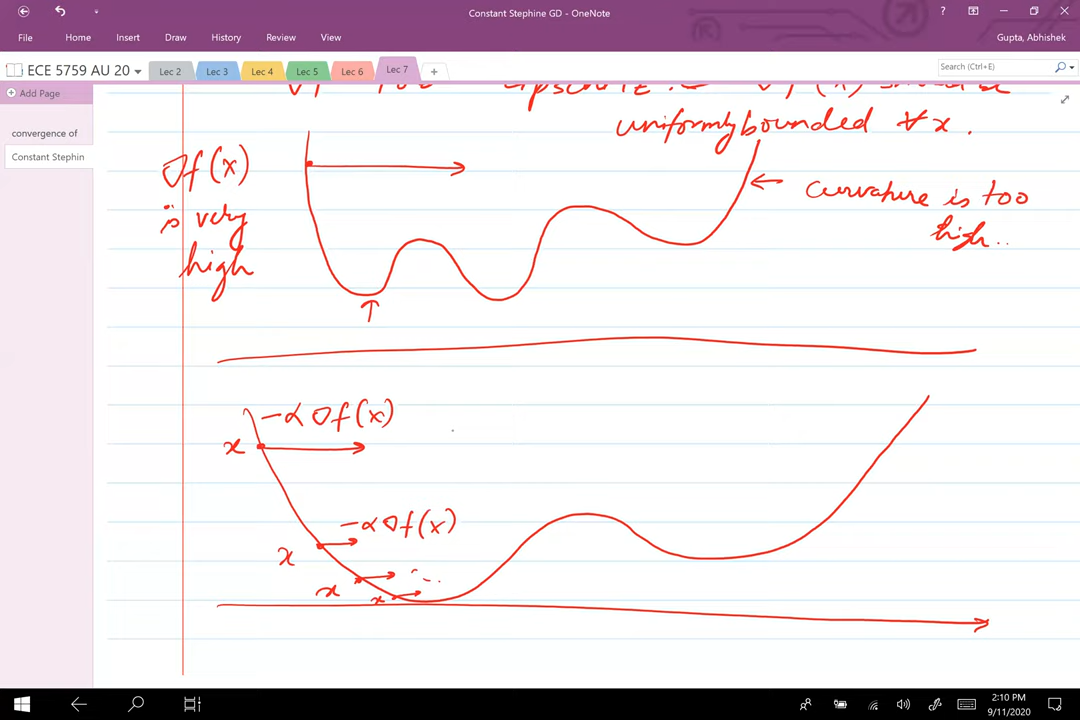 Constant Stephine GD - OneNote
File Home Insert Draw History Review View
Gupta, Abhishek
ECE 5759 AU 20
Lec 2 Lec 3 Lec 4 Lec 5 Lec 6 Lec 7
Search (Ctrl+E)
Add Page
convergence of
Constant Stephin
uniformly bounded ∀x.
∇f(x)
is very
high
curvature is too
high..
-α∇f(x)
x
-α∇f(x)
x
x
x
2:10 PM
9/11/2020